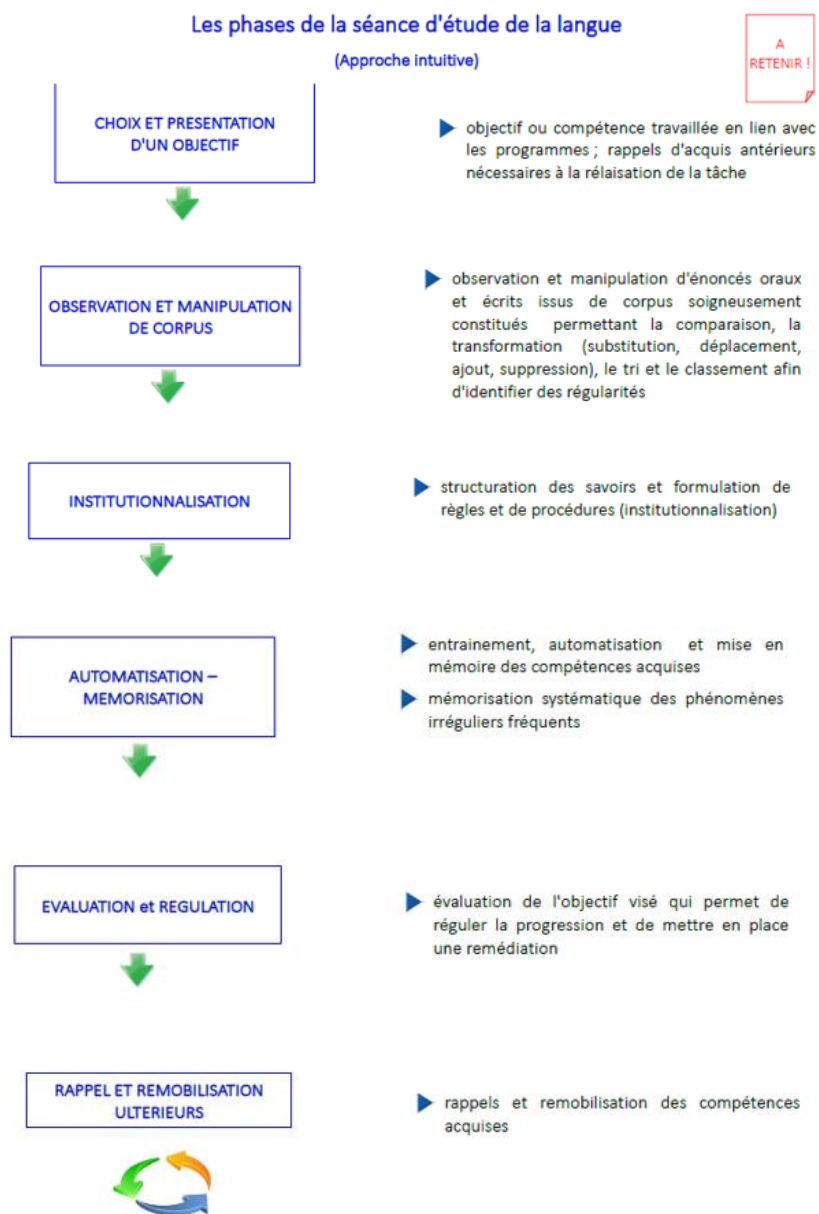 Les phases de la séance d'étude de la langue
(Approche intuitive)
A
RETENIR !
CHOIX ET PRESENTATION
D'UN OBJECTIF
objectif ou compétence travaillée en lien avec
les programmes ; rappels d'acquis antérieurs
nécessaires à la rélaisation de la tâche
OBSERVATION ET MANIPULATION
DE CORPUS
observation et manipulation d'énoncés oraux
et écrits issus de corpus soigneusement
constitués permettant la comparaison, la
transformation (substitution, déplacement,
ajout, suppression), le tri et le classement afin
d'identifier des régularités
INSTITUTIONNALISATION
structuration des savoirs et formulation de
règles et de procédures (institutionnalisation)
AUTOMATISATION –
MEMORISATION
entrainement, automatisation et mise en
mémoire des compétences acquises
mémorisation systématique des phénomènes
irréguliers fréquents
EVALUATION et REGULATION
évaluation de l'objectif visé qui permet de
réguler la progression et de mettre en place
une remédiation
RAPPEL ET REMOBILISATION
ULTERIEURS
rappels et remobilisation des compétences
acquises